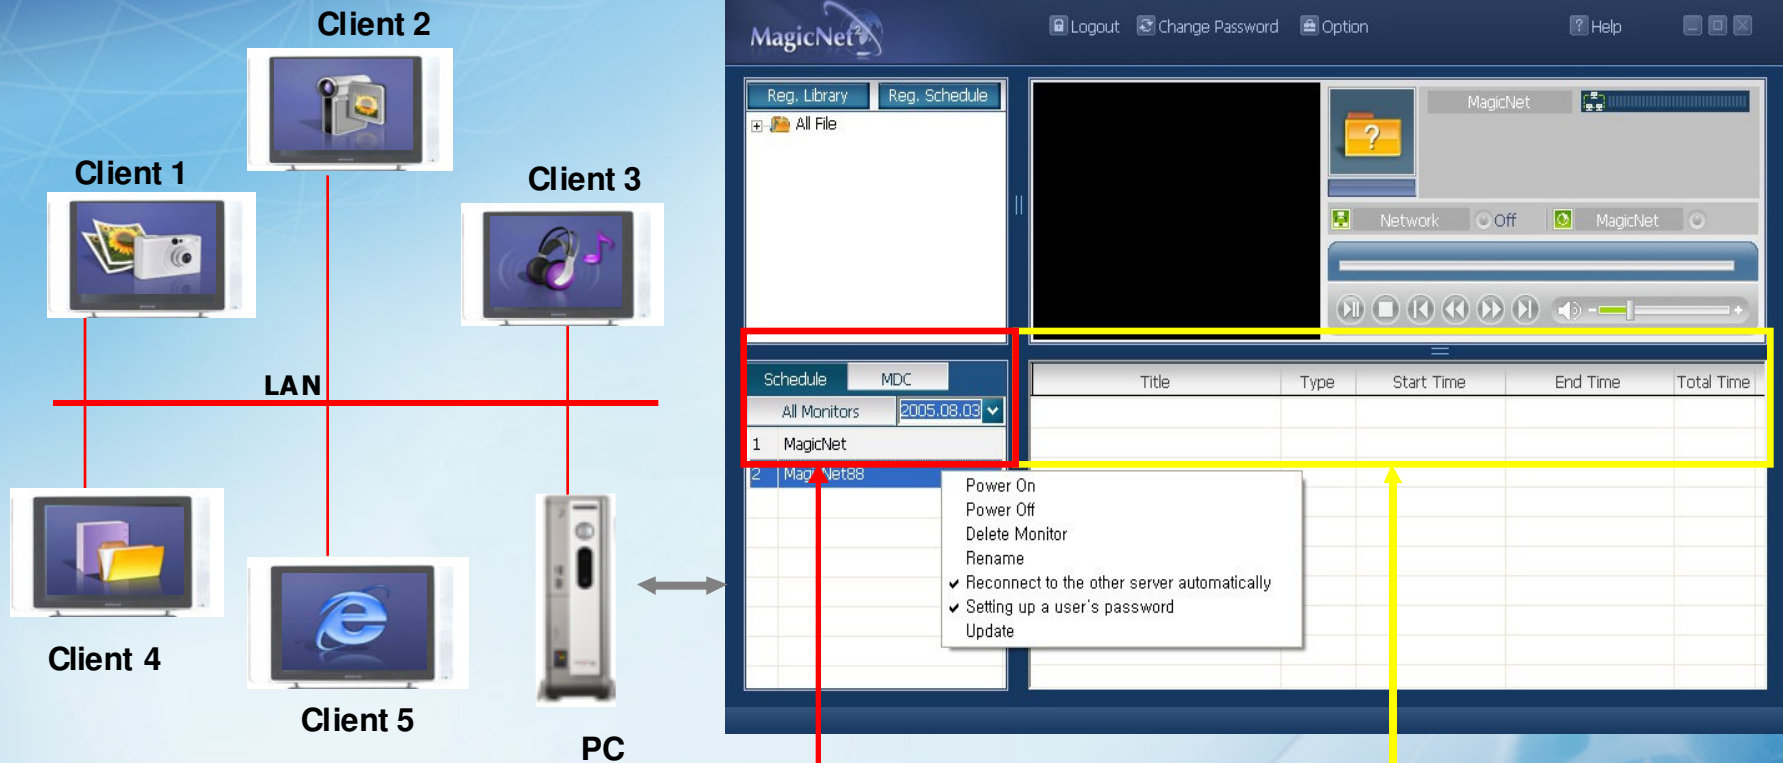 Client 2
Client 1
Client 3
LAN
Client 4
Client 5
PC
MagicNet
Logout
Change Password
Option
Help
Reg. Library
Reg. Schedule
All File
MagicNet
Network
Off
MagicNet
Schedule
MDC
All Monitors
2005.08.03
1 MagicNet
2 MagicNet88
Title
Type
Start Time
End Time
Total Time
Power On
Power Off
Delete Monitor
Rename
Reconnect to the other server automatically
Setting up a user's password
Update